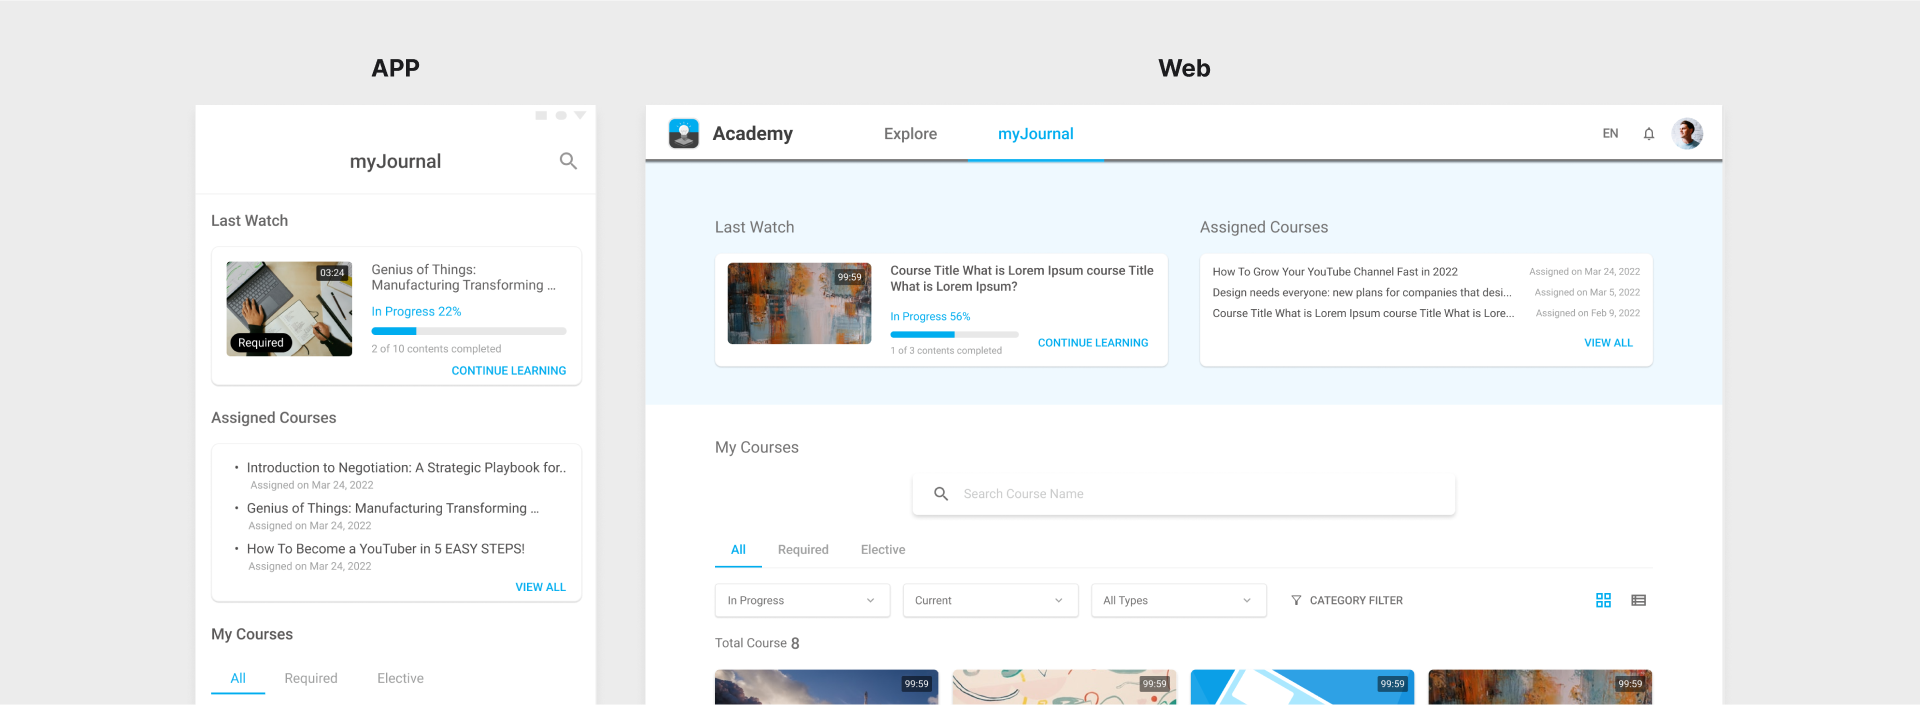 APP
myJournal
Last Watch
03:24
Required
Genius of Things:
Manufacturing Transforming ...
In Progress 22%
2 of 10 contents completed
CONTINUE LEARNING
Assigned Courses
• Introduction to Negotiation: A Strategic Playbook for..
Assigned on Mar 24, 2022
• Genius of Things: Manufacturing Transforming ...
Assigned on Mar 24, 2022
• How To Become a YouTuber in 5 EASY STEPS!
Assigned on Mar 24, 2022
VIEW ALL
My Courses
All Required Elective
Web
Academy Explore myJournal EN
Last Watch
99:59
Course Title What is Lorem Ipsum course Title
What is Lorem Ipsum?
In Progress 56%
1 of 3 contents completed
CONTINUE LEARNING
Assigned Courses
How To Grow Your YouTube Channel Fast in 2022 Assigned on Mar 24, 2022
Design needs everyone: new plans for companies that desi... Assigned on Mar 5, 2022
Course Title What is Lorem Ipsum course Title What is Lore... Assigned on Feb 9, 2022
VIEW ALL
My Courses
Search Course Name
All Required Elective
In Progress Current All Types CATEGORY FILTER
Total Course 8
99:59 99:59 99:59 99:59